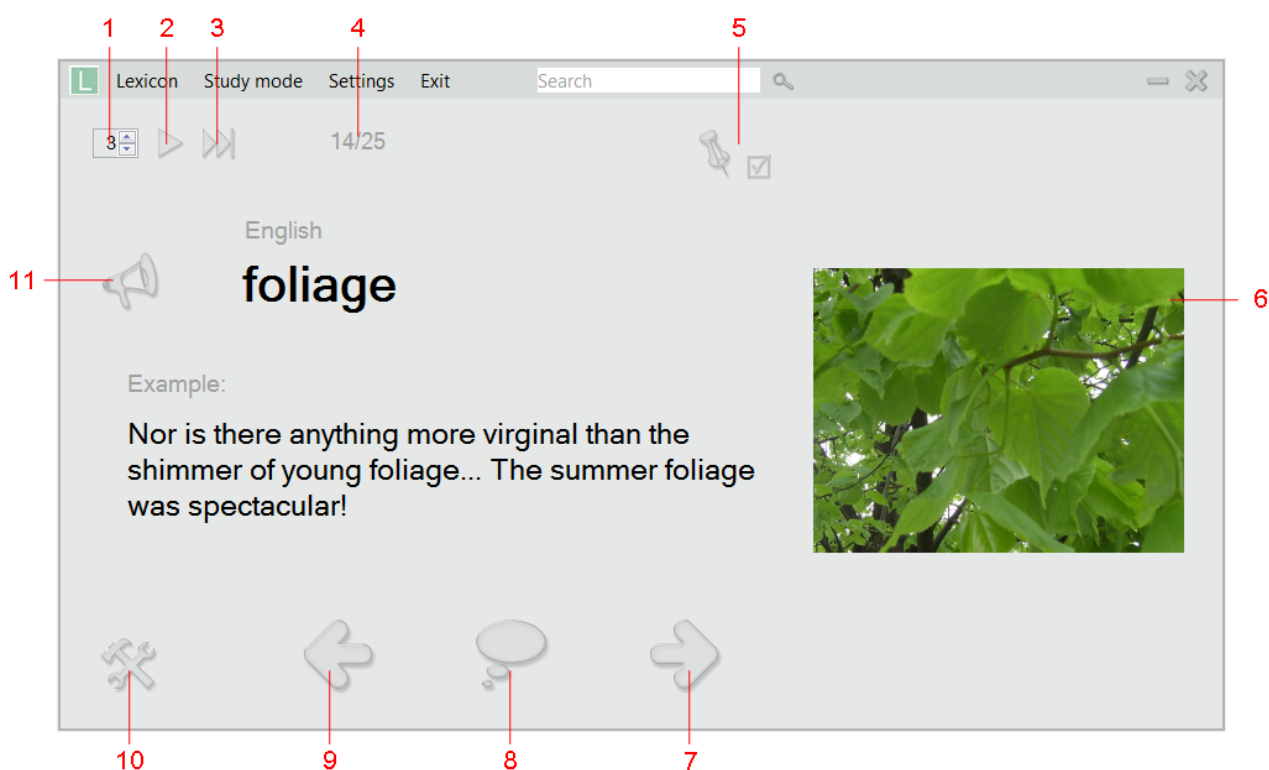 1 2 3 4 5
L Lexicon Study mode Settings Exit Search
3 14/25
English
11 foliage
6
Example:
Nor is there anything more virginal than the
shimmer of young foliage... The summer foliage
was spectacular!
10 9 8 7